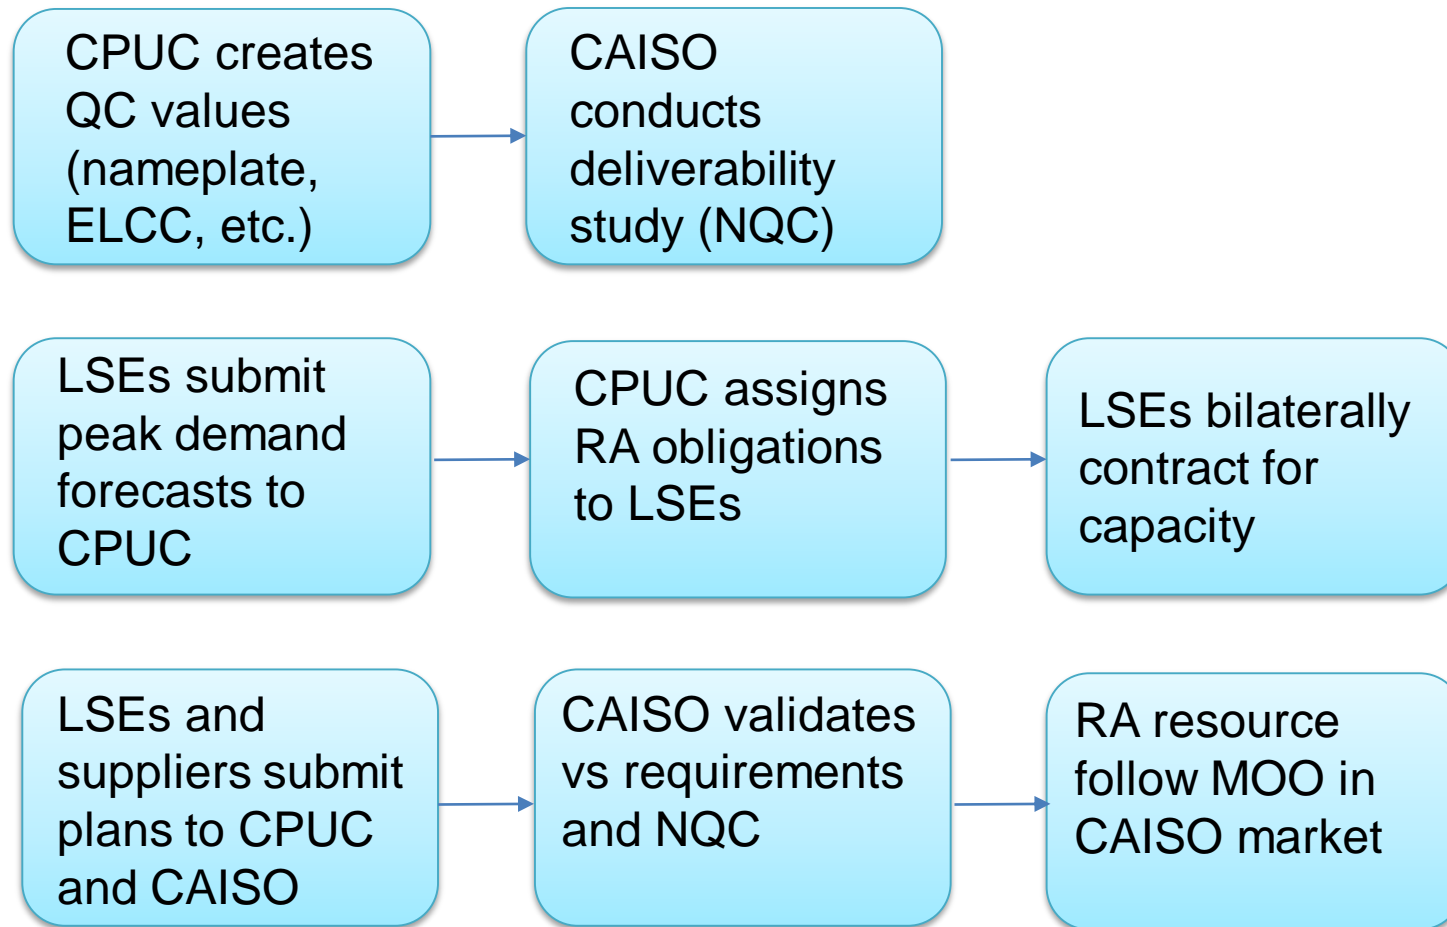 CPUC creates
QC values
(nameplate,
ELCC, etc.)
CAISO
conducts
deliverability
study (NQC)
LSEs submit
peak demand
forecasts to
CPUC
CPUC assigns
RA obligations
to LSEs
LSEs bilaterally
contract for
capacity
LSEs and
suppliers submit
plans to CPUC
and CAISO
CAISO validates
vs requirements
and NQC
RA resource
follow MOO in
CAISO market